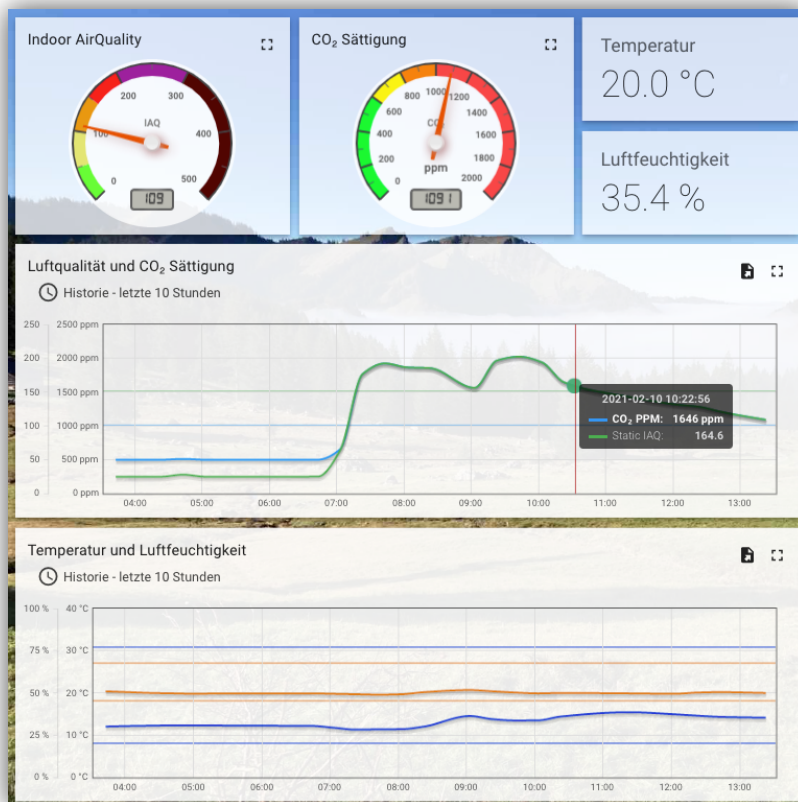 Indoor AirQuality
0
100
200
300
400
500
IAQ
109
CO₂ Sättigung
0
200
400
600
800
1000
1200
1400
1600
1800
2000
CO₂
ppm
1091
Temperatur
20.0 °C
Luftfeuchtigkeit
35.4 %
Luftqualität und CO₂ Sättigung
Historie - letzte 10 Stunden
250 2500 ppm
200 2000 ppm
150 1500 ppm
100 1000 ppm
50 500 ppm
0 0 ppm
2021-02-10 10:22:56
CO₂ PPM: 1646 ppm
Static IAQ: 164.6
04:00 05:00 06:00 07:00 08:00 09:00 10:00 11:00 12:00 13:00
Temperatur und Luftfeuchtigkeit
Historie - letzte 10 Stunden
100 % 40 °C
75 % 30 °C
50 % 20 °C
25 % 10 °C
0 % 0 °C
04:00 05:00 06:00 07:00 08:00 09:00 10:00 11:00 12:00 13:00